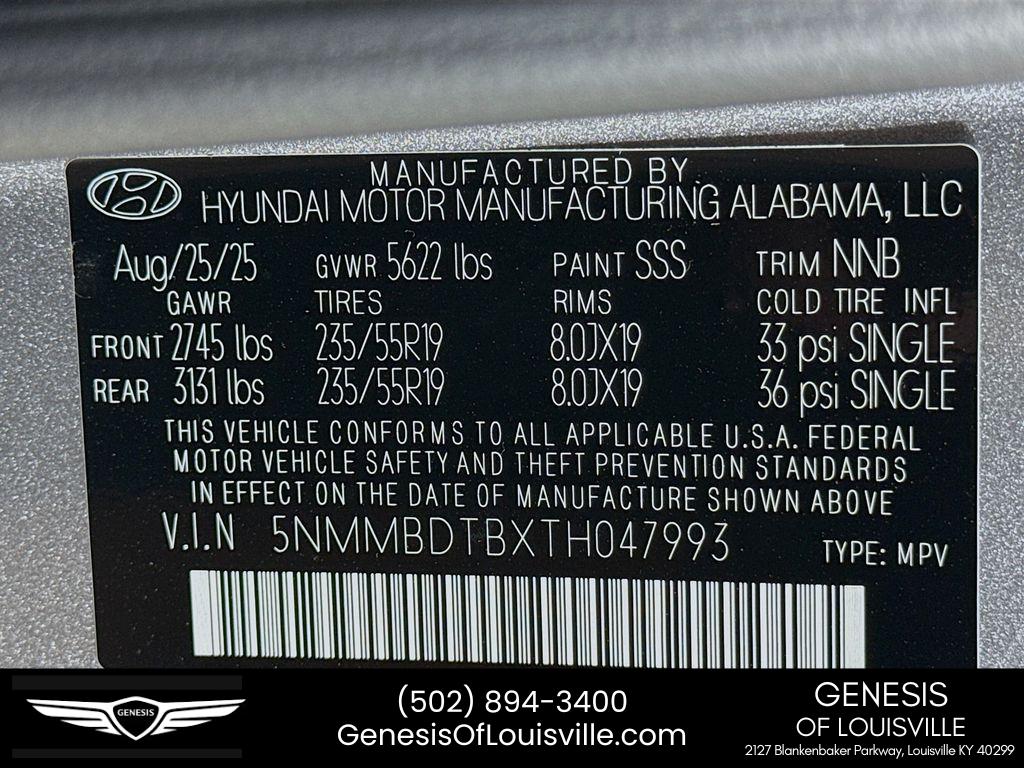 MANUFACTURED BY
HYUNDAI MOTOR MANUFACTURING ALABAMA, LLC
Aug/25/25 GVWR 5622 lbs PAINT SSS TRIM NNB
GAWR TIRES RIMS COLD TIRE INFL
FRONT 2745 lbs 235/55R19 8.0JX19 33 psi SINGLE
REAR 3131 lbs 235/55R19 8.0JX19 36 psi SINGLE
THIS VEHICLE CONFORMS TO ALL APPLICABLE U.S.A. FEDERAL
MOTOR VEHICLE SAFETY AND THEFT PREVENTION STANDARDS
IN EFFECT ON THE DATE OF MANUFACTURE SHOWN ABOVE
V.I.N 5NMMBDTBXTH047993 TYPE: MPV
GENESIS
(502) 894-3400
GenesisOfLouisville.com
GENESIS
OF LOUISVILLE
2127 Blankenbaker Parkway, Louisville KY 40299